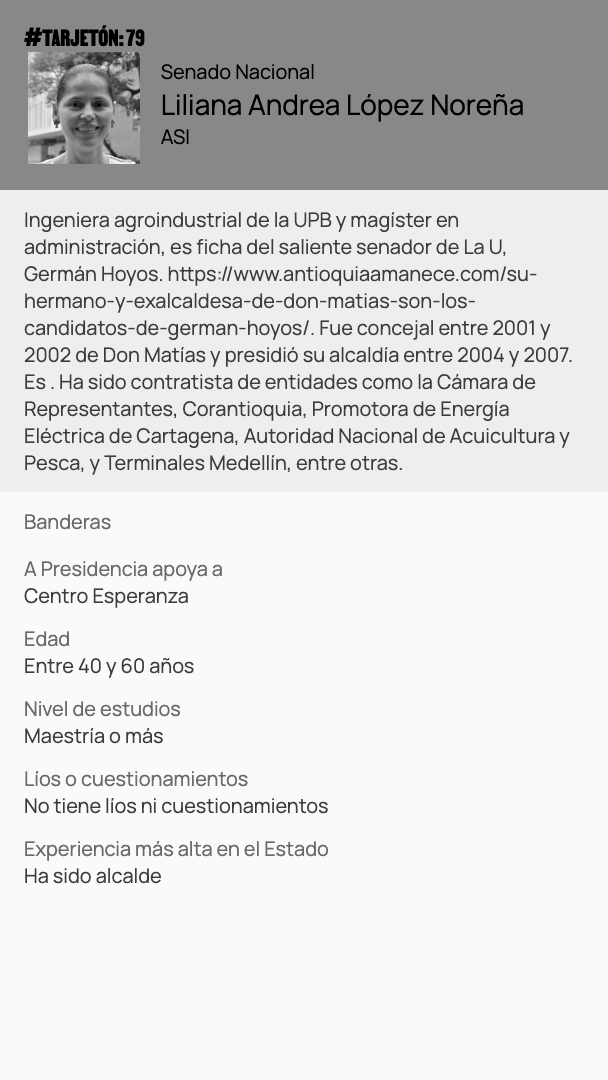 #TARJETÓN: 79
Senado Nacional
Liliana Andrea López Noreña
ASI
Ingeniera agroindustrial de la UPB y magíster en
administración, es ficha del saliente senador de La U,
Germán Hoyos. https://www.antioquiaamanece.com/su-
hermano-y-exalcaldesa-de-don-matias-son-los-
candidatos-de-german-hoyos/. Fue concejal entre 2001 y
2002 de Don Matías y presidió su alcaldía entre 2004 y 2007.
Es . Ha sido contratista de entidades como la Cámara de
Representantes, Corantioquia, Promotora de Energía
Eléctrica de Cartagena, Autoridad Nacional de Acuicultura y
Pesca, y Terminales Medellín, entre otras.
Banderas
A Presidencia apoya a
Centro Esperanza
Edad
Entre 40 y 60 años
Nivel de estudios
Maestría o más
Líos o cuestionamientos
No tiene líos ni cuestionamientos
Experiencia más alta en el Estado
Ha sido alcalde